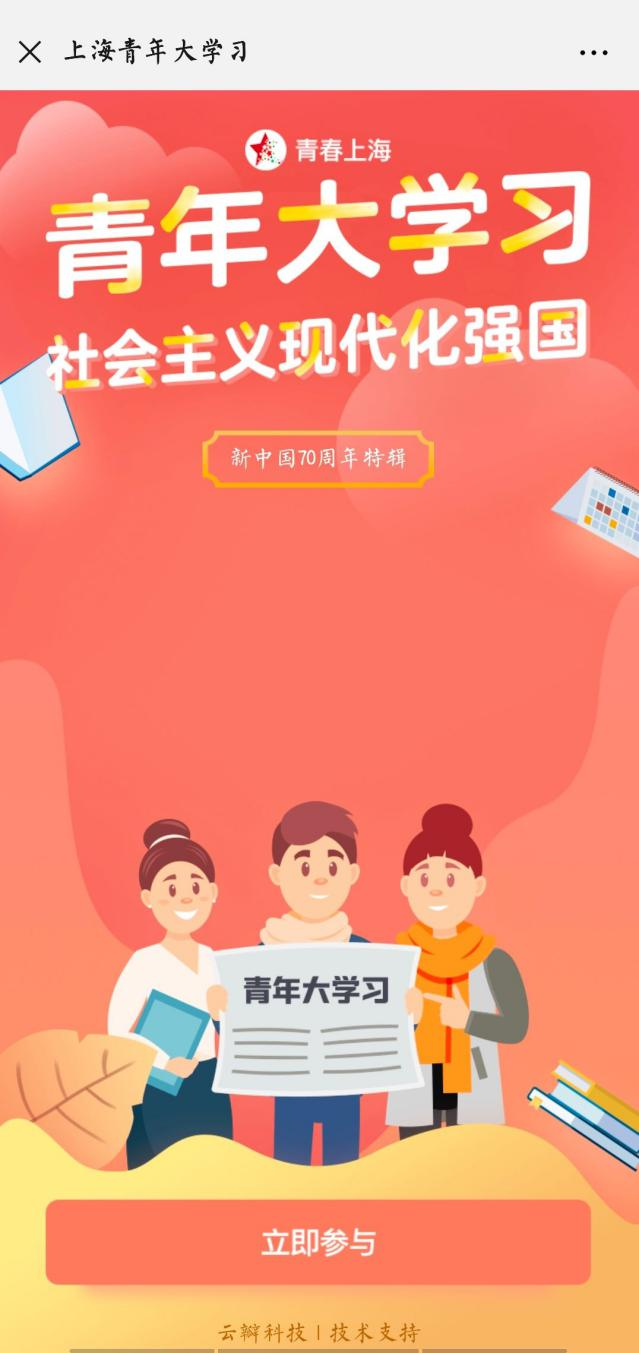 上海青年大学习
青春上海
青年大学习
社会主义现代化强国
新中国70周年特辑
青年大学习
立即参与
云瓣科技 | 技术支持